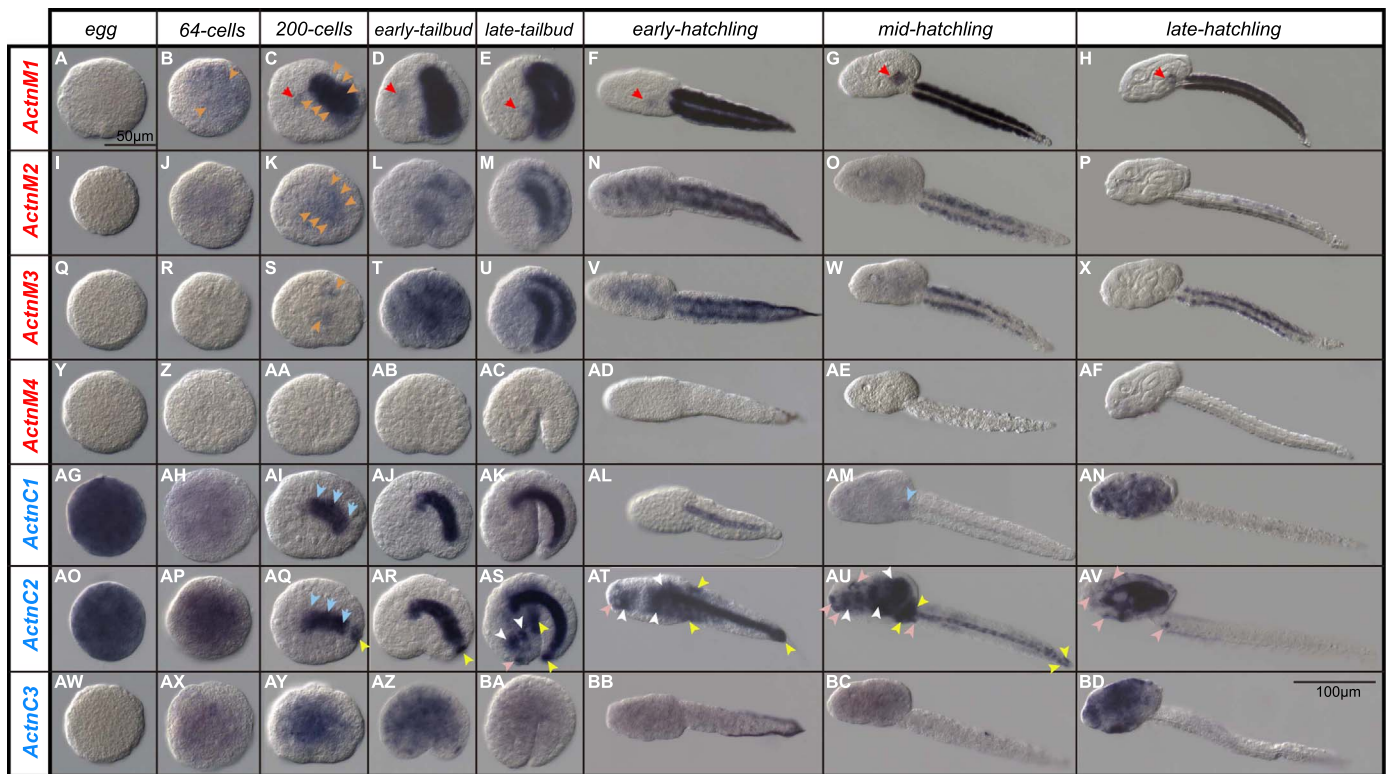 egg 64-cells 200-cells early-tailbud late-tailbud early-hatchling mid-hatchling late-hatchling
ActnM1 A B C D E F G H
50μm
ActnM2 I J K L M N O P
ActnM3 Q R S T U V W X
ActnM4 Y Z AA AB AC AD AE AF
ActnC1 AG AH AI AJ AK AL AM AN
ActnC2 AO AP AQ AR AS AT AU AV
ActnC3 AW AX AY AZ BA BB BC BD
100μm